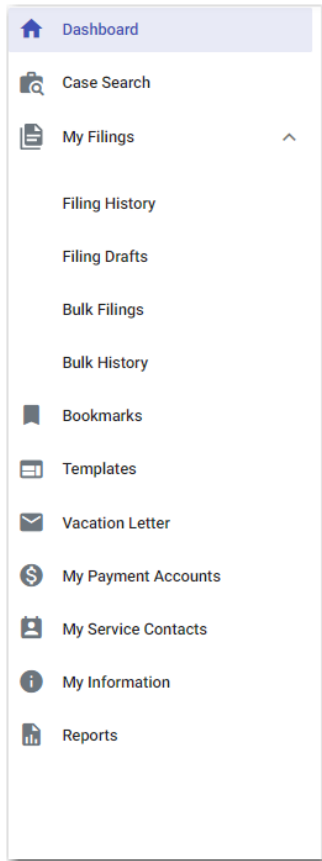 Dashboard
Case Search
My Filings
Filing History
Filing Drafts
Bulk Filings
Bulk History
Bookmarks
Templates
Vacation Letter
My Payment Accounts
My Service Contacts
My Information
Reports